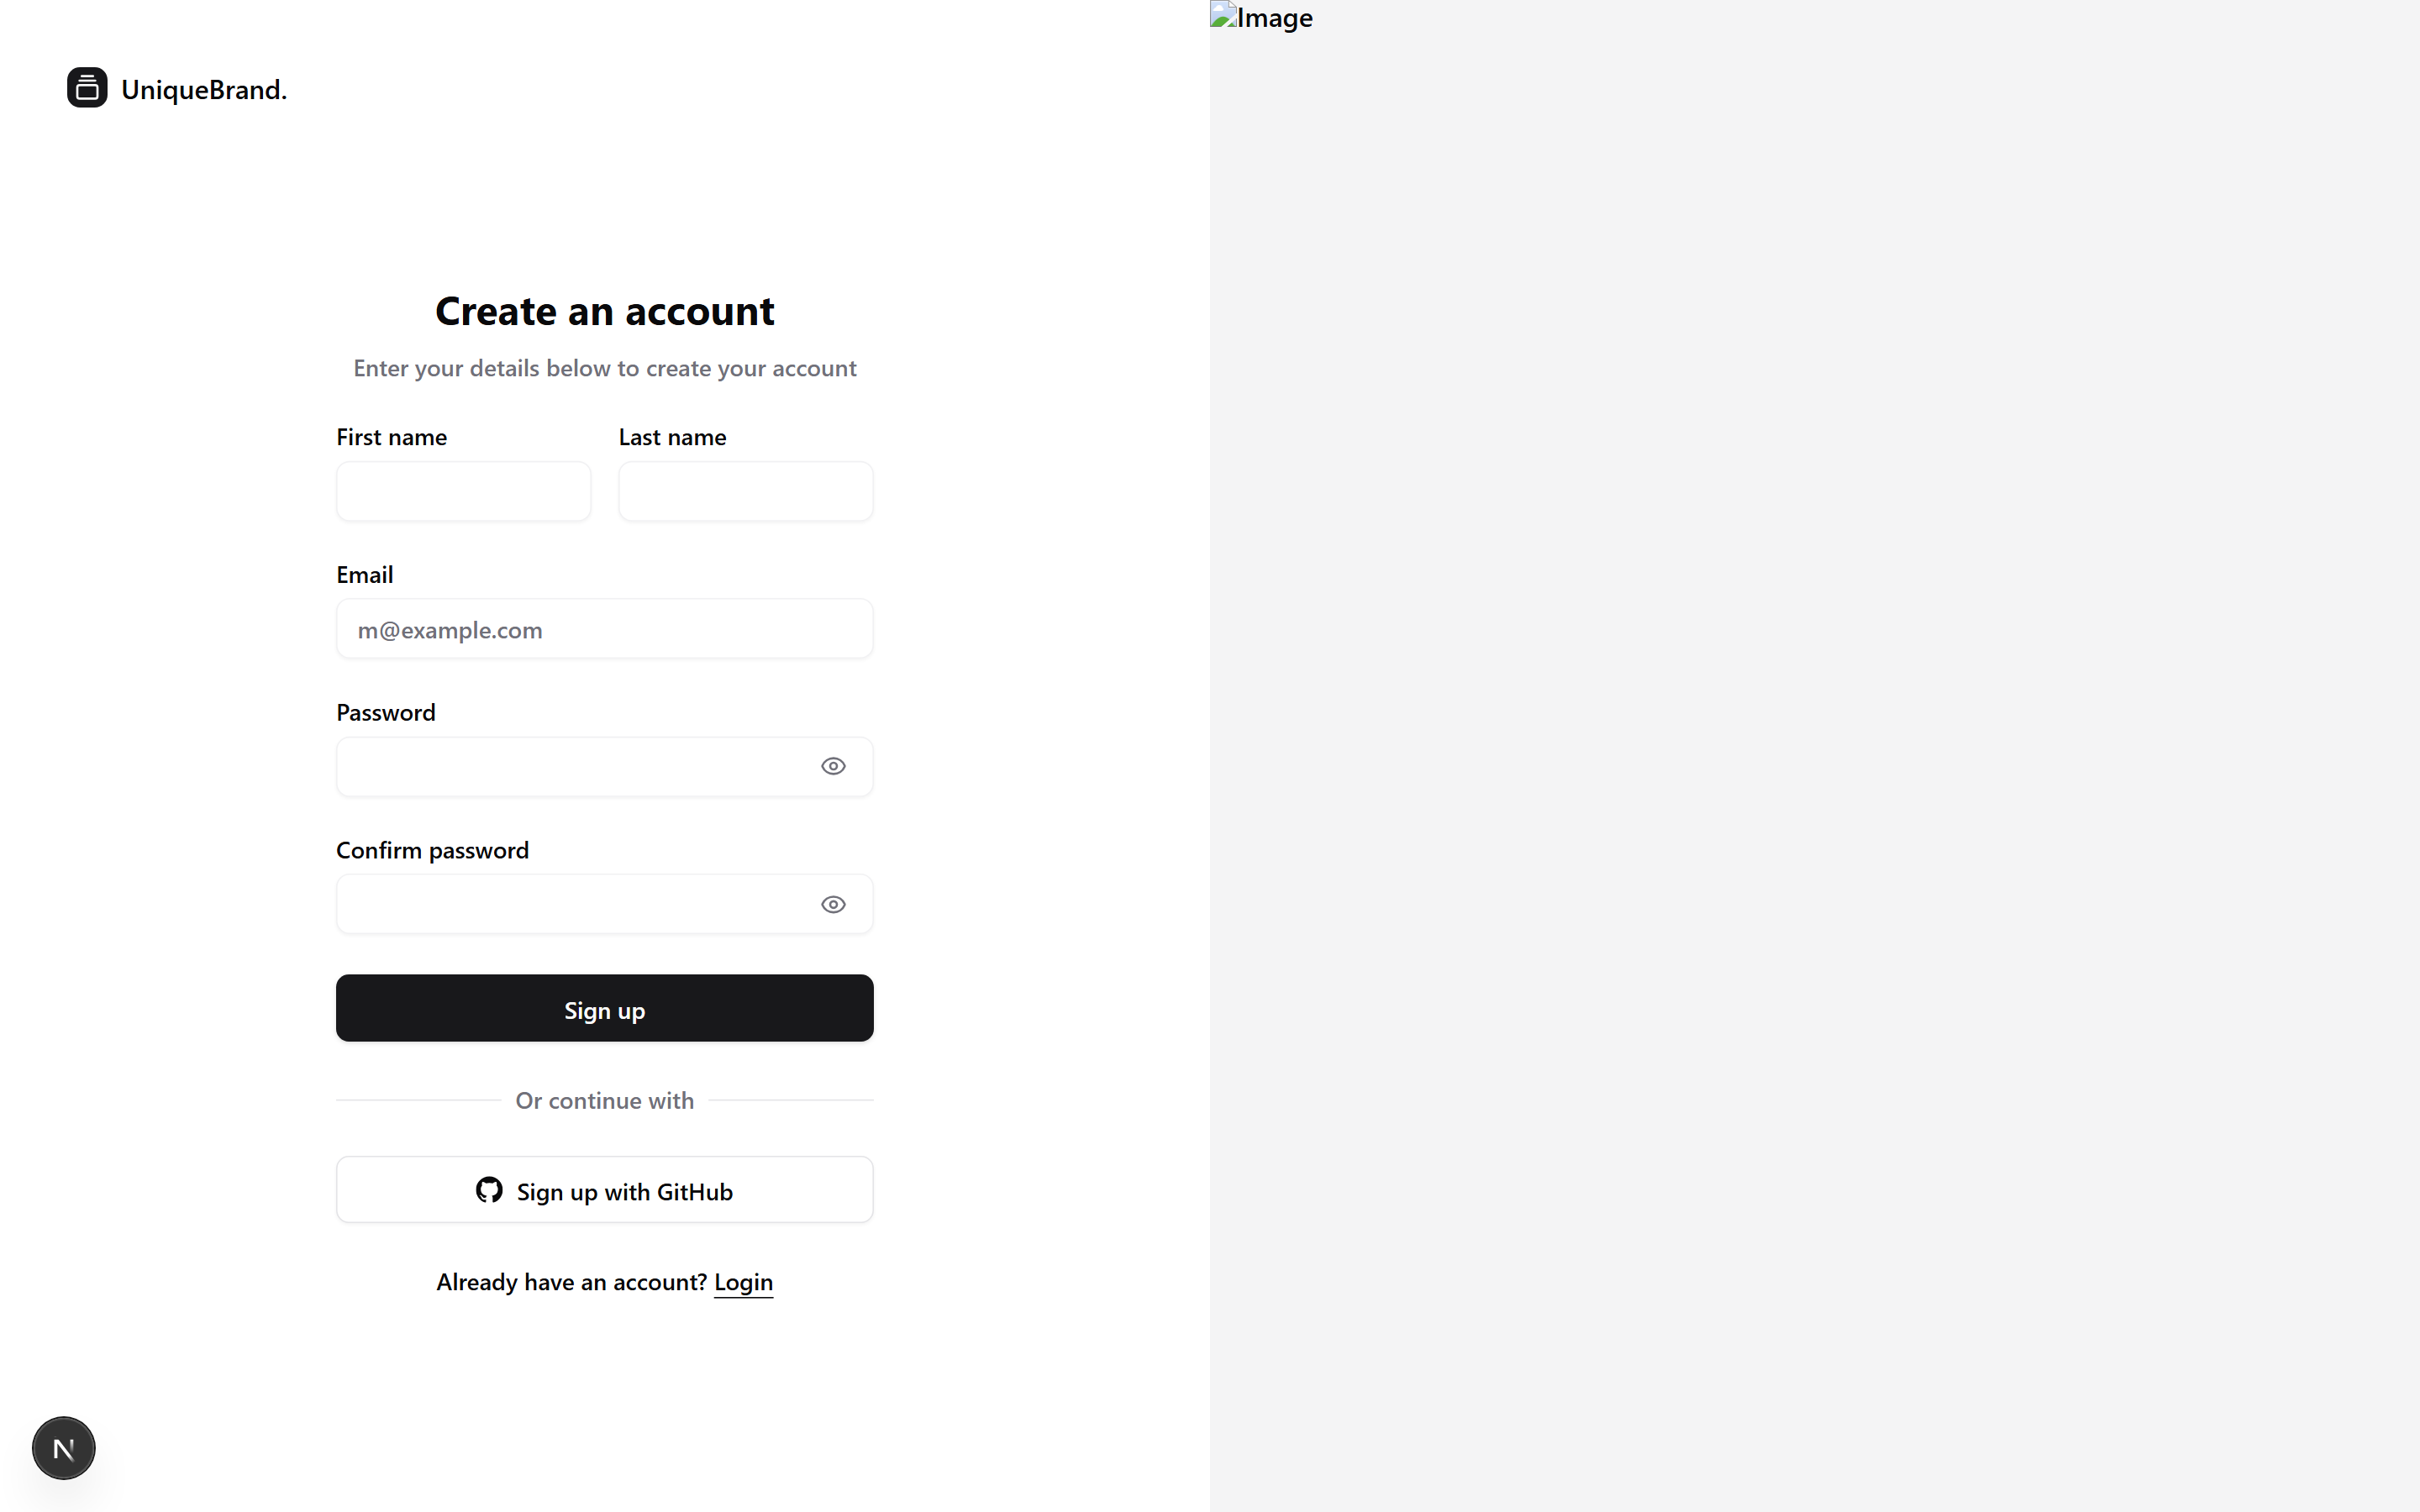 UniqueBrand.
Image
Create an account
Enter your details below to create your account
First name
Last name
Email
m@example.com
Password
Confirm password
Sign up
Or continue with
Sign up with GitHub
Already have an account? Login
N